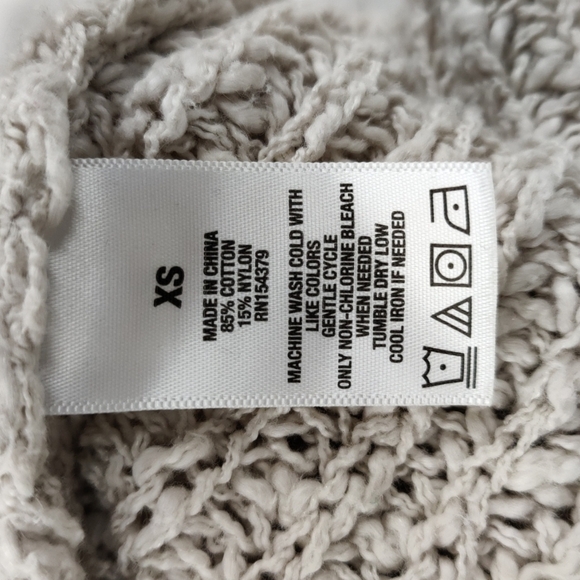 XS
MADE IN CHINA
85% COTTON
15% NYLON
RN154379
MACHINE WASH COLD WITH
LIKE COLORS
GENTLE CYCLE
ONLY NON-CHLORINE BLEACH
WHEN NEEDED
TUMBLE DRY LOW
COOL IRON IF NEEDED